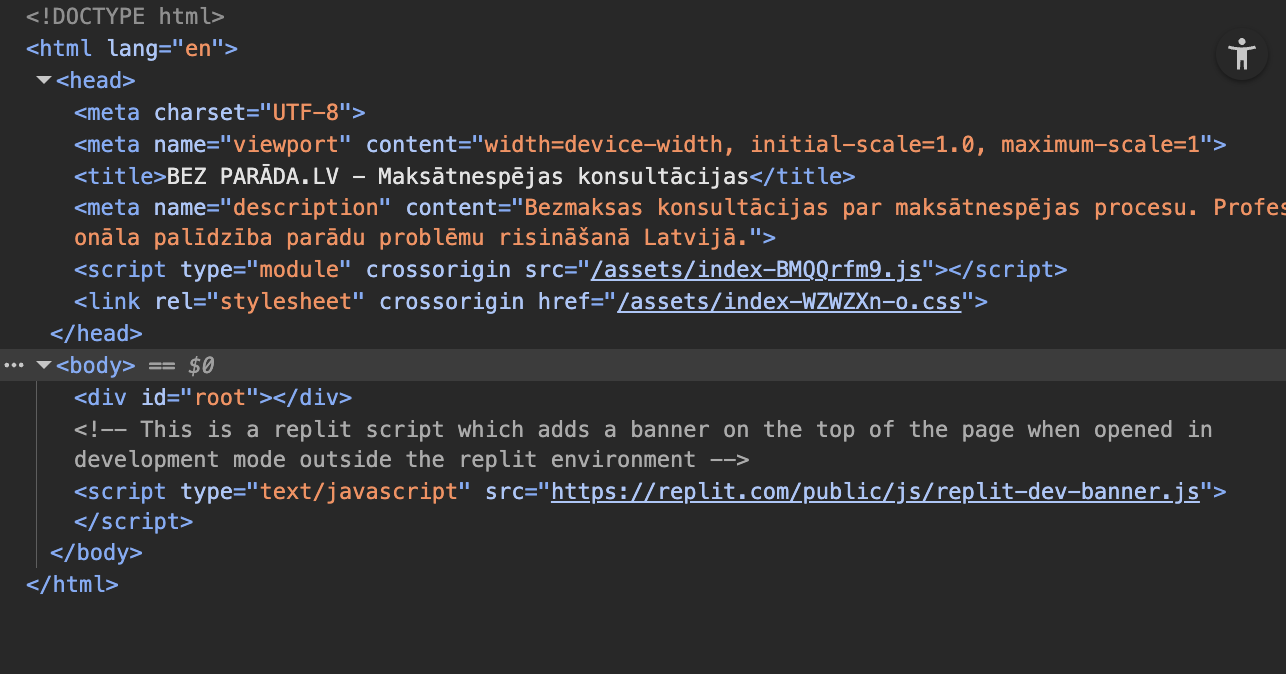 <!DOCTYPE html>
<html lang="en">
<head>
<meta charset="UTF-8">
<meta name="viewport" content="width=device-width, initial-scale=1.0, maximum-scale=1">
<title>BEZ PARĀDA.LV – Maksātnespējas konsultācijas</title>
<meta name="description" content="Bezmaksas konsultācijas par maksātnespējas procesu. Profes
onāla palīdzība parādu problēmu risināšanā Latvijā.">
<script type="module" crossorigin src="/assets/index-BMQQrfm9.js"></script>
<link rel="stylesheet" crossorigin href="/assets/index-WZWZXn-o.css">
</head>
<body> == $0
<div id="root"></div>
<!-- This is a replit script which adds a banner on the top of the page when opened in
development mode outside the replit environment -->
<script type="text/javascript" src="https://replit.com/public/js/replit-dev-banner.js">
</script>
</body>
</html>